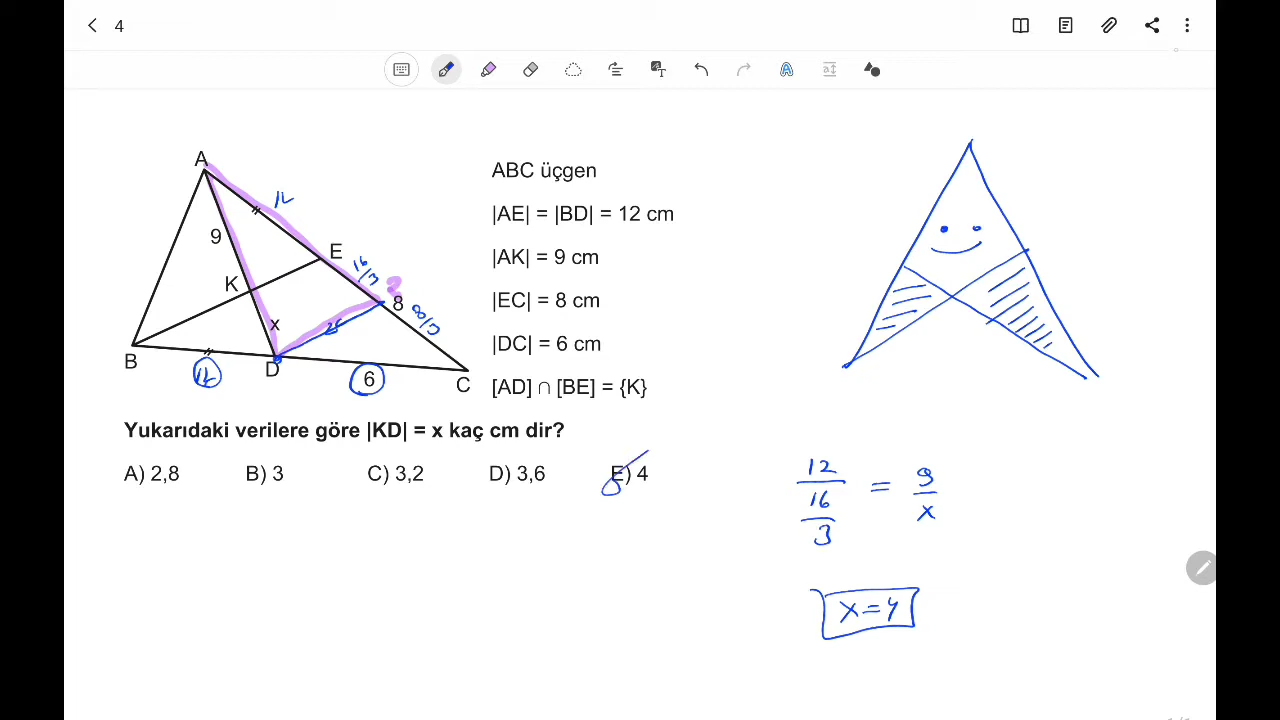 4
A
12
E
9
16/3
K
8
8/3
x
2k
B
D
C
12
6
ABC üçgen
|AE| = |BD| = 12 cm
|AK| = 9 cm
|EC| = 8 cm
|DC| = 6 cm
[AD] ∩ [BE] = {K}
Yukarıdaki verilere göre |KD| = x kaç cm dir?
A) 2,8 B) 3 C) 3,2 D) 3,6 E) 4
12 / (16/3) = 9/x
x=4